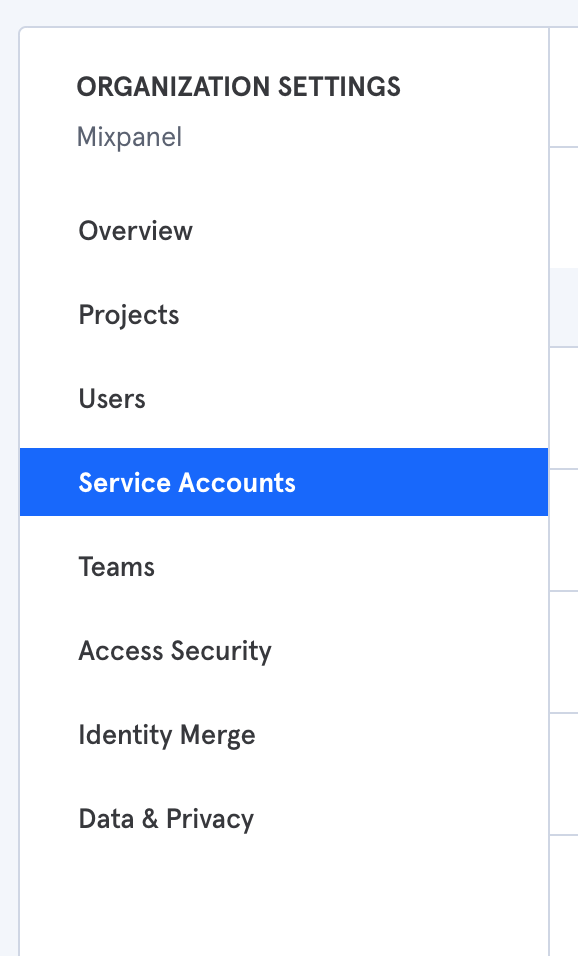 ORGANIZATION SETTINGS
Mixpanel
Overview
Projects
Users
Service Accounts
Teams
Access Security
Identity Merge
Data & Privacy